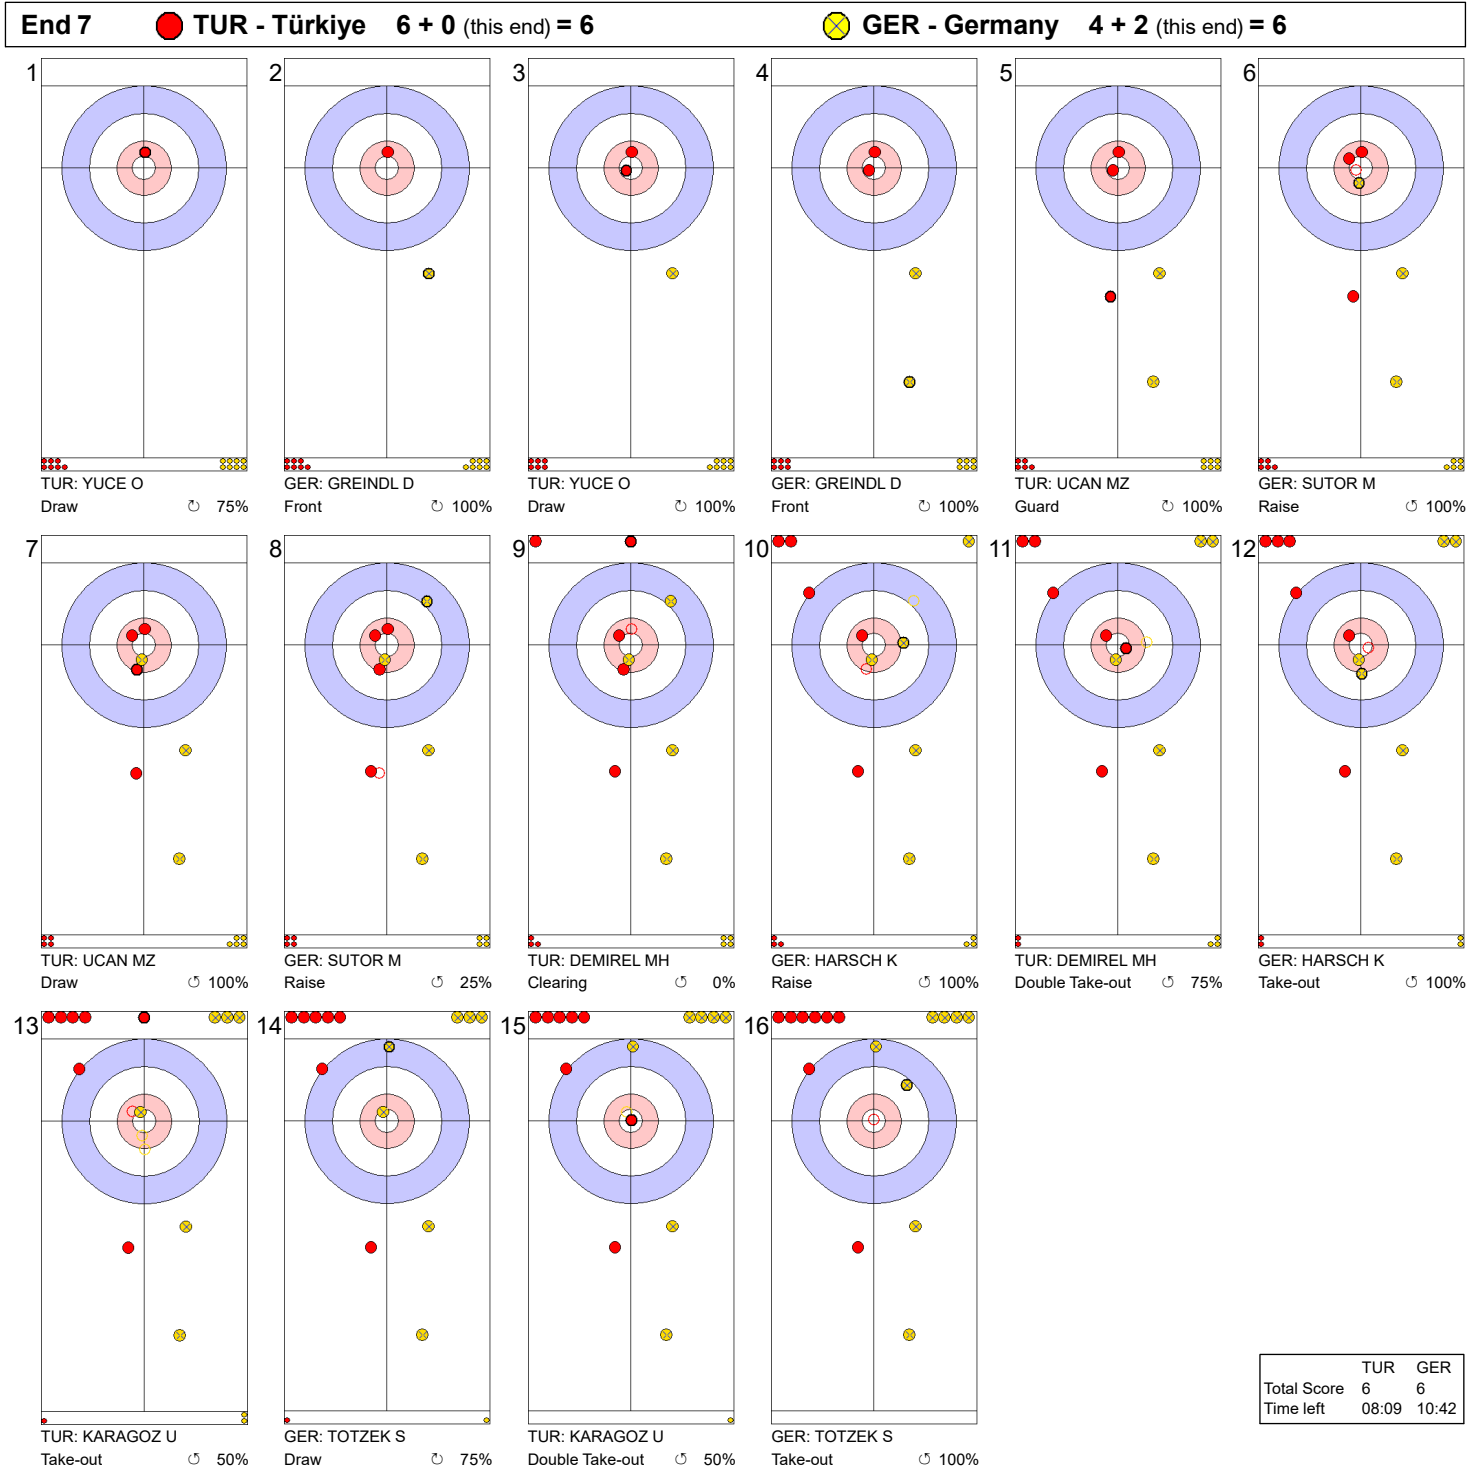 End 7 TUR - Türkiye 6 + 0 (this end) = 6 GER - Germany 4 + 2 (this end) = 6
1 2 3 4 5 6
TUR: YUCE O GER: GREINDL D TUR: YUCE O GER: GREINDL D TUR: UCAN MZ GER: SUTOR M
Draw ↻ 75% Front ↻ 100% Draw ↻ 100% Front ↻ 100% Guard ↻ 100% Raise ↻ 100%
7 8 9 10 11 12
TUR: UCAN MZ GER: SUTOR M TUR: DEMIREL MH GER: HARSCH K TUR: DEMIREL MH GER: HARSCH K
Draw ↺ 100% Raise ↺ 25% Clearing ↺ 0% Raise ↺ 100% Double Take-out ↺ 75% Take-out ↺ 100%
13 14 15 16
TUR: KARAGOZ U GER: TOTZEK S TUR: KARAGOZ U GER: TOTZEK S
Take-out ↺ 50% Draw ↻ 75% Double Take-out ↺ 50% Take-out ↺ 100%
TUR GER
Total Score 6 6
Time left 08:09 10:42